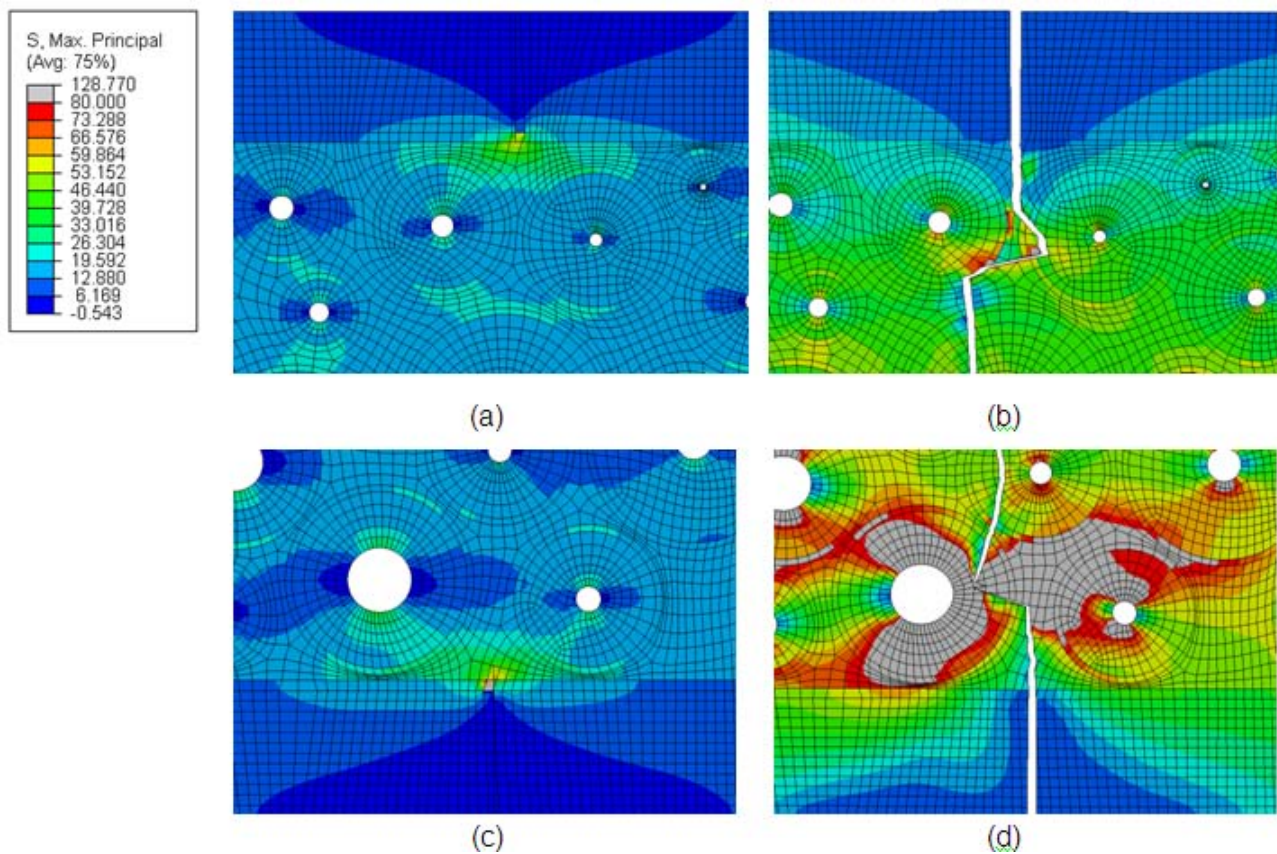 S, Max. Principal
(Avg: 75%)
128.770
80.000
73.288
66.576
59.864
53.152
46.440
39.728
33.016
26.304
19.592
12.880
6.169
-0.543
(a)
(b)
(c)
(d)